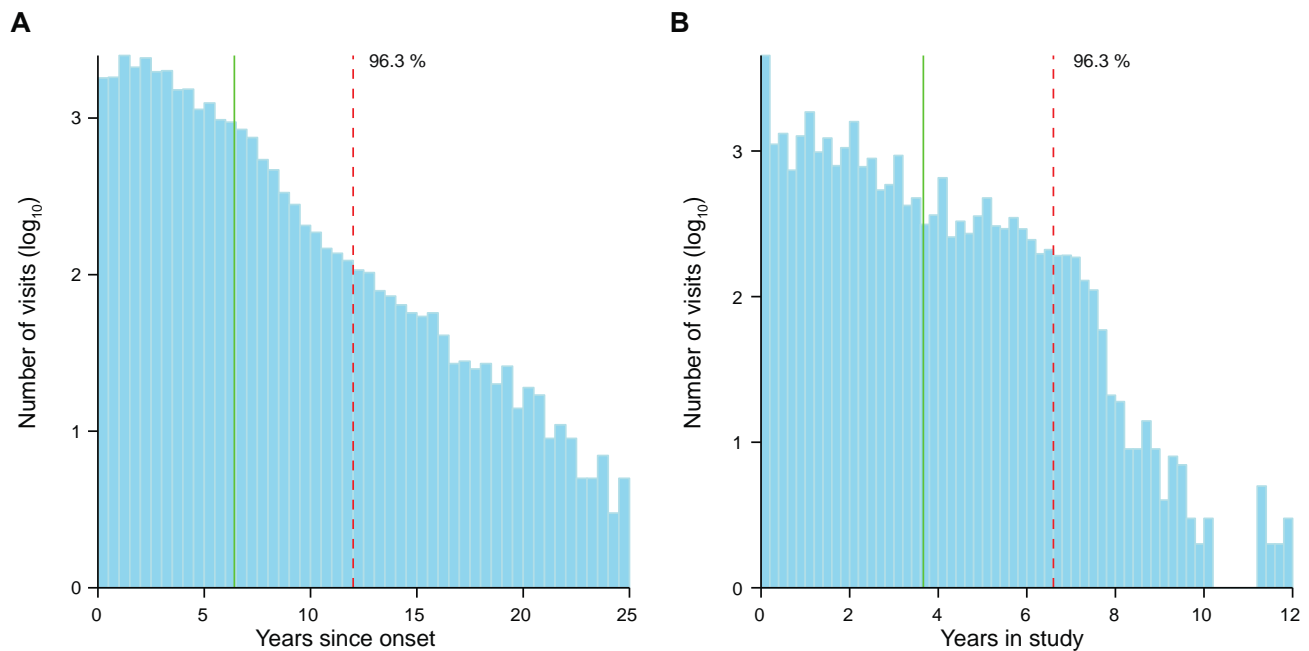 A
96.3 %
Number of visits (log10)
3
2
1
0
0 5 10 15 20 25
Years since onset
B
96.3 %
Number of visits (log10)
3
2
1
0
0 2 4 6 8 10 12
Years in study